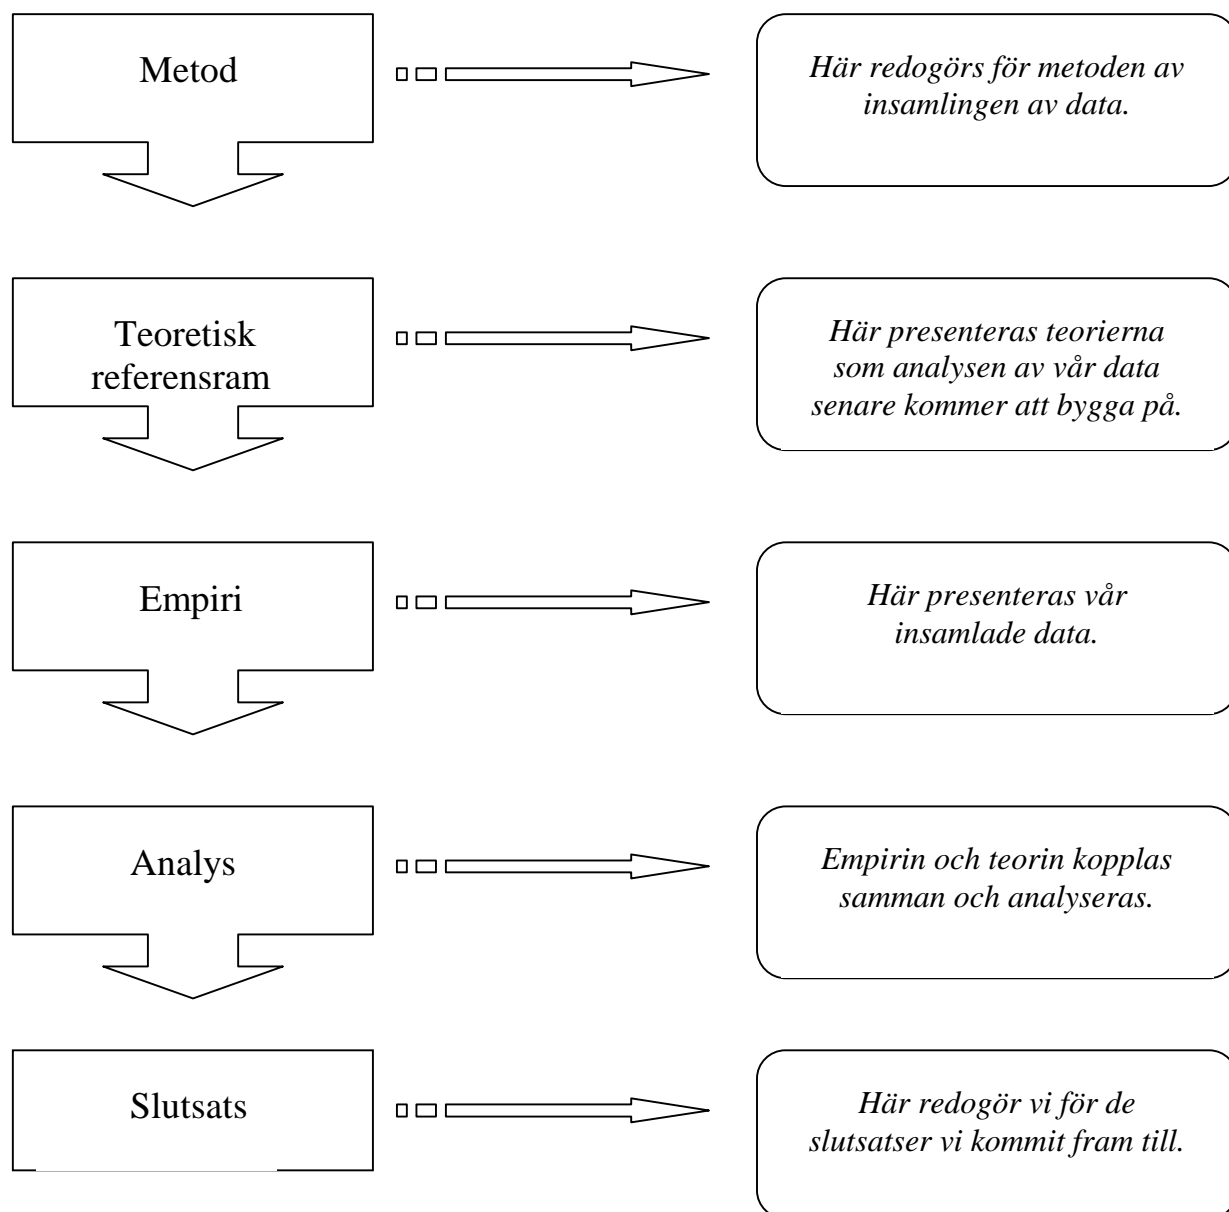 Metod
Här redogörs för metoden av
insamlingen av data.
Teoretisk
referensram
Här presenteras teorierna
som analysen av vår data
senare kommer att bygga på.
Empiri
Här presenteras vår
insamlade data.
Analys
Empirin och teorin kopplas
samman och analyseras.
Slutsats
Här redogör vi för de
slutsatser vi kommit fram till.